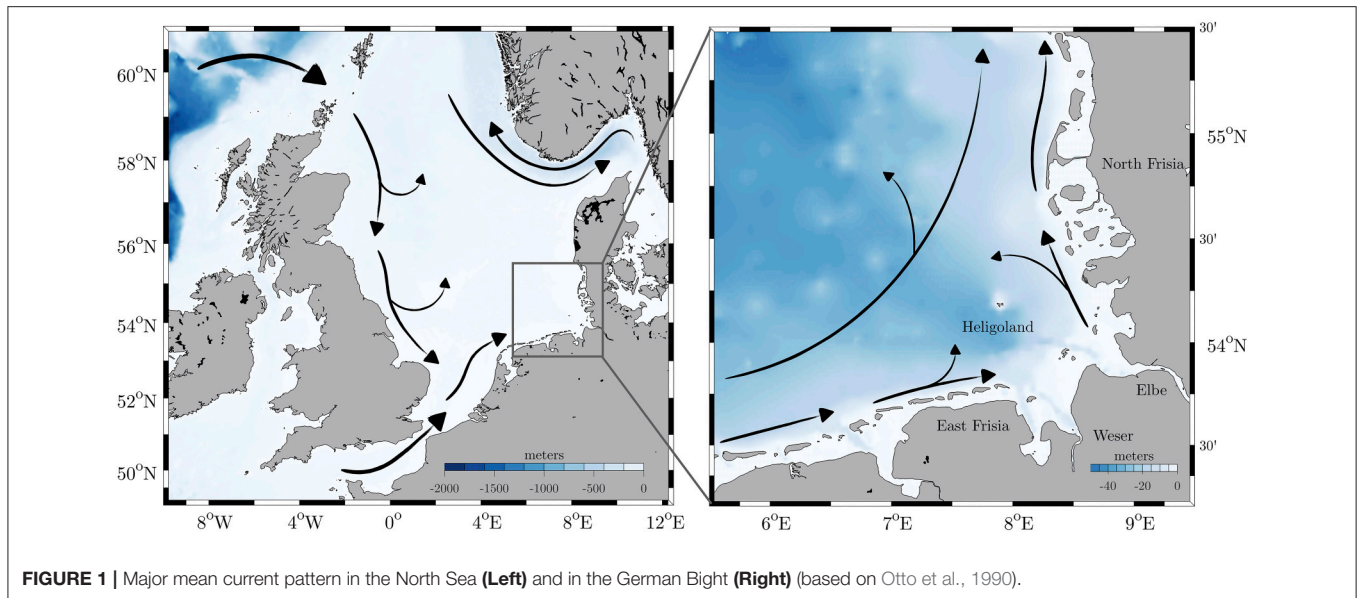 60°N
58°N
56°N
54°N
52°N
50°N
8°W
4°W
0°
4°E
8°E
12°E
meters
-2000
-1500
-1000
-500
0
30'
55°N
30'
54°N
30'
6°E
7°E
8°E
9°E
North Frisia
Heligoland
Elbe
East Frisia
Weser
meters
-40
-20
0
FIGURE 1 | Major mean current pattern in the North Sea (Left) and in the German Bight (Right) (based on Otto et al., 1990).